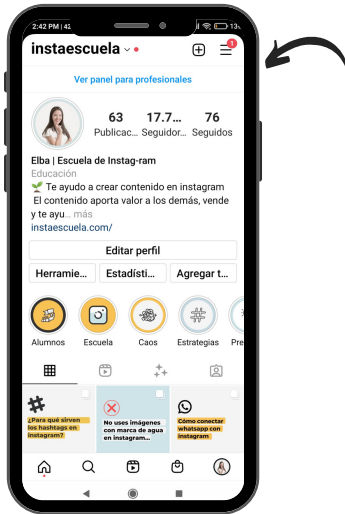 2:42 PM | 42
13
instaescuela
1
Ver panel para profesionales
63 17.7... 76
Publicac... Seguidor... Seguidos
Elba | Escuela de Instag-ram
Educación
🌱 Te ayudo a crear contenido en instagram
El contenido aporta valor a los demás, vende
y te ayu... más
instaescuela.com/
Editar perfil
Herramie... Estadísti... Agregar t...
Alumnos Escuela Caos Estrategias Pre
#
¿Para qué sirven
los hashtags en
instagram?
No uses imágenes
con marca de agua
en instagram...
Cómo conectar
whatsapp con
instagram